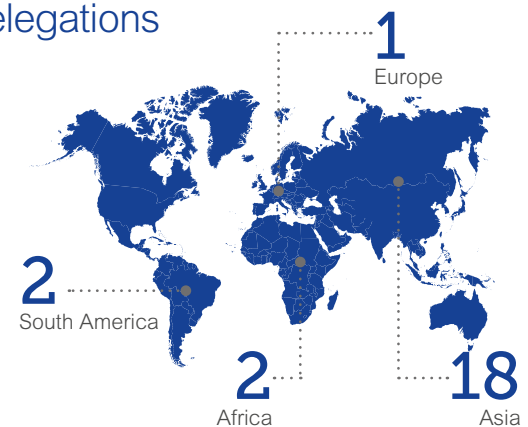 elegations
1
Europe
2
South America
2
Africa
18
Asia